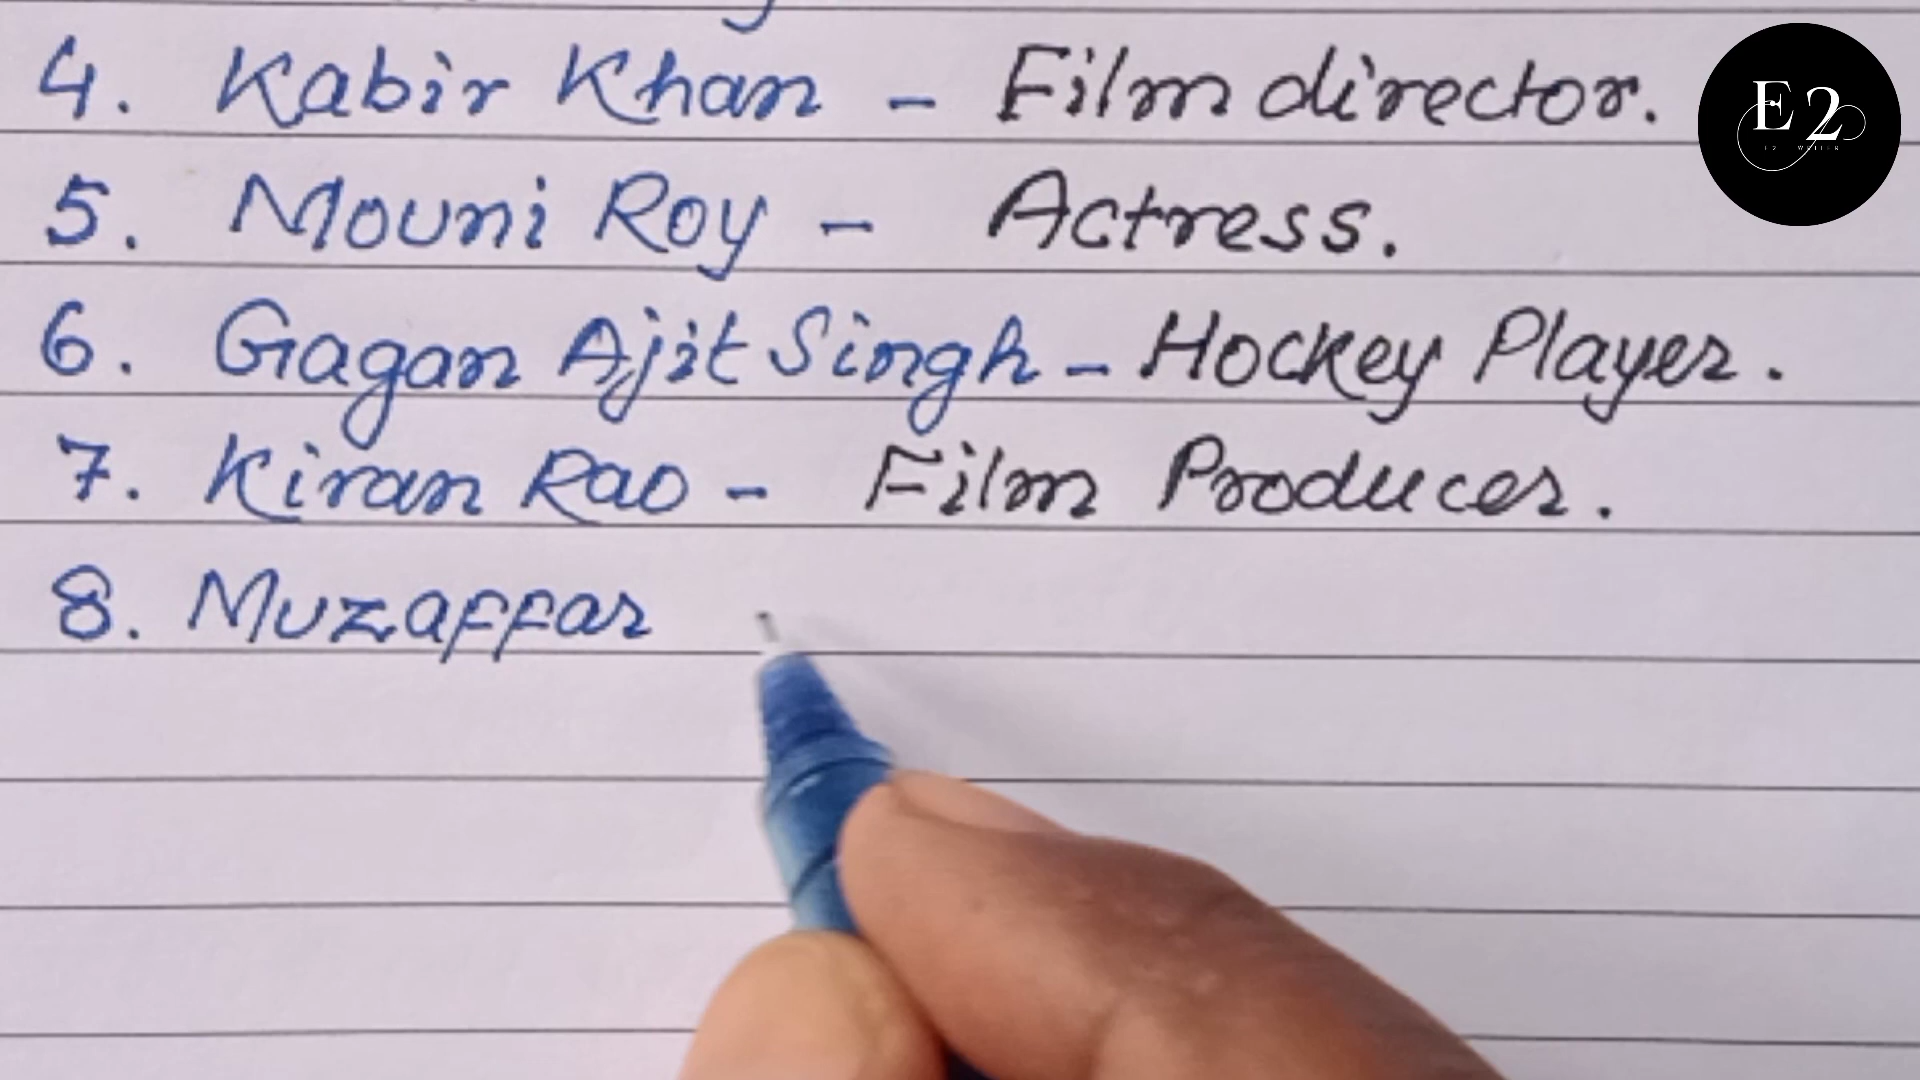 4. Kabir Khan - Film director.
5. Mouni Roy - Actress.
6. Gagan Ajit Singh - Hockey Player.
7. Kiran Rao - Film Producer.
8. Muzaffar
E2